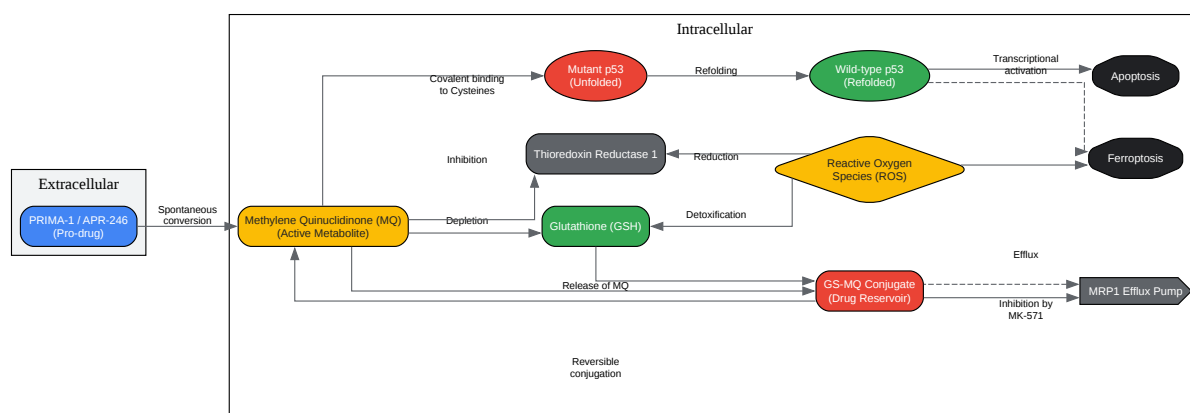 Intracellular
Transcriptional
activation
Mutant p53
(Unfolded)
Refolding
Wild-type p53
(Refolded)
Apoptosis
Covalent binding
to Cysteines
Thioredoxin Reductase 1
Inhibition
Reduction
Reactive Oxygen
Species (ROS)
Ferroptosis
Extracellular
PRIMA-1 / APR-246
(Pro-drug)
Spontaneous
conversion
Methylene Quinuclidinone (MQ)
(Active Metabolite)
Depletion
Glutathione (GSH)
Detoxification
Efflux
Release of MQ
GS-MQ Conjugate
(Drug Reservoir)
MRP1 Efflux Pump
Inhibition by
MK-571
Reversible
conjugation